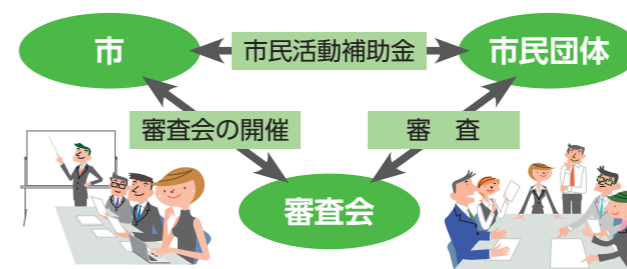 市
市民活動補助金
市民団体
審査会の開催
審　査
審査会